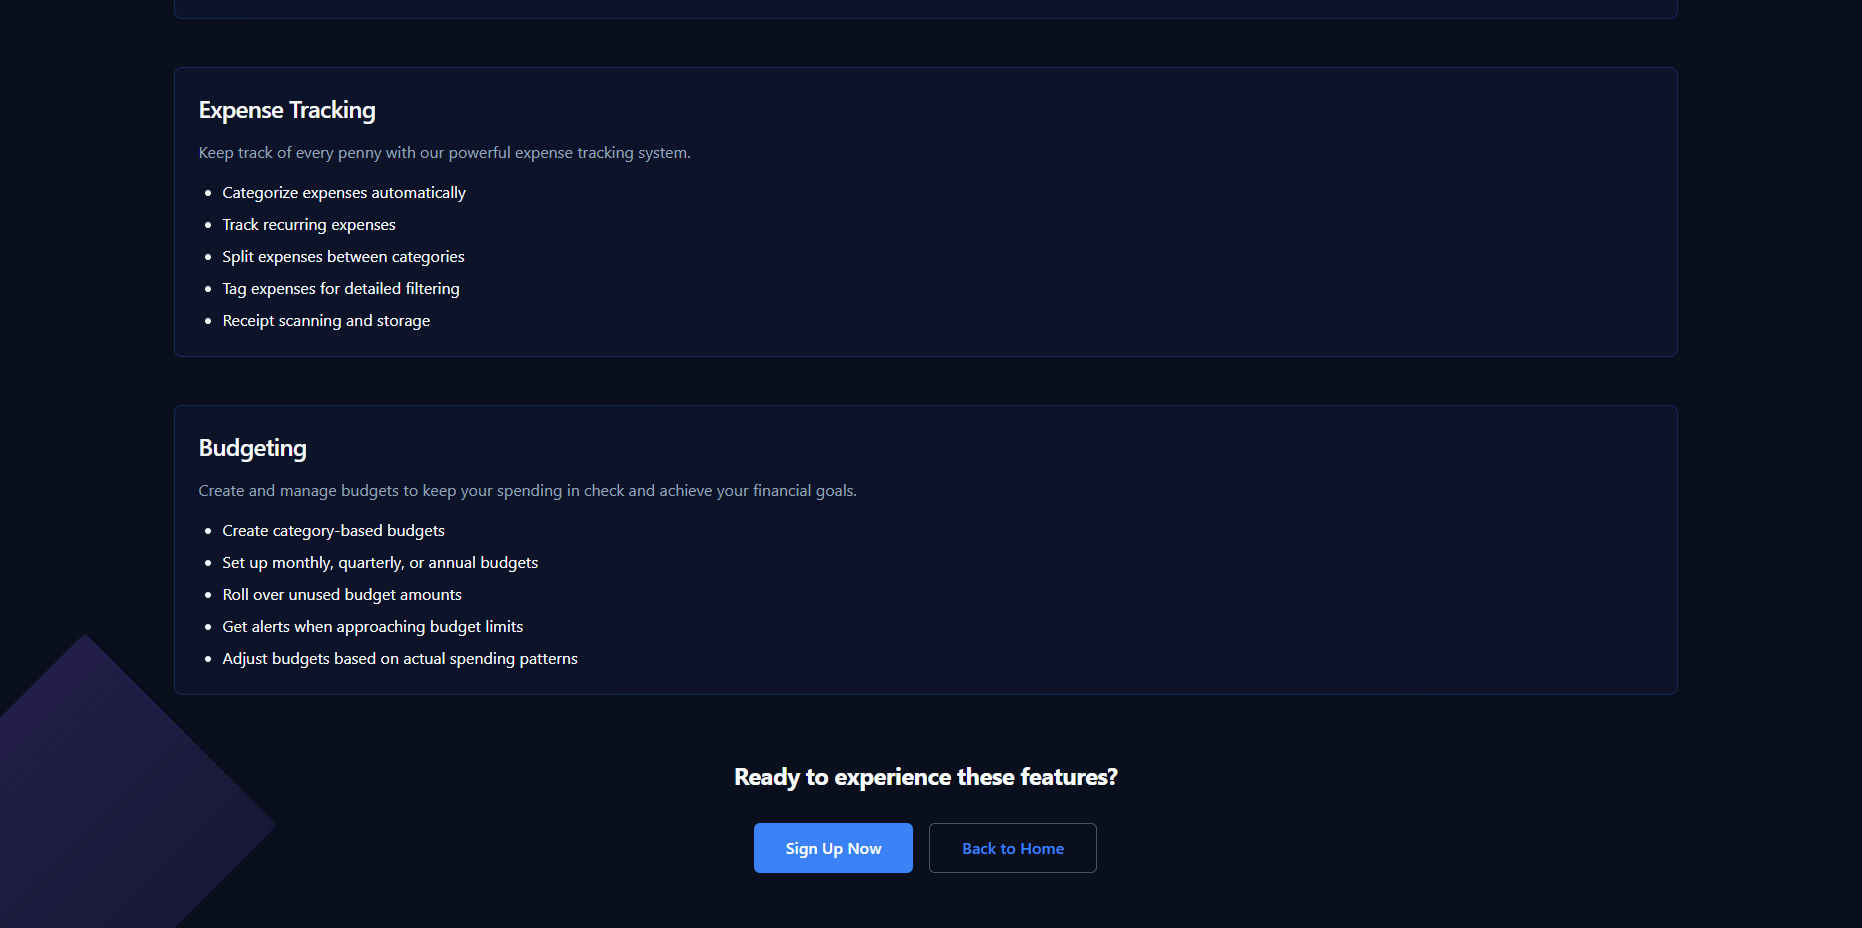 Expense Tracking
Keep track of every penny with our powerful expense tracking system.
Categorize expenses automatically
Track recurring expenses
Split expenses between categories
Tag expenses for detailed filtering
Receipt scanning and storage
Budgeting
Create and manage budgets to keep your spending in check and achieve your financial goals.
Create category-based budgets
Set up monthly, quarterly, or annual budgets
Roll over unused budget amounts
Get alerts when approaching budget limits
Adjust budgets based on actual spending patterns
Ready to experience these features?
Sign Up Now
Back to Home